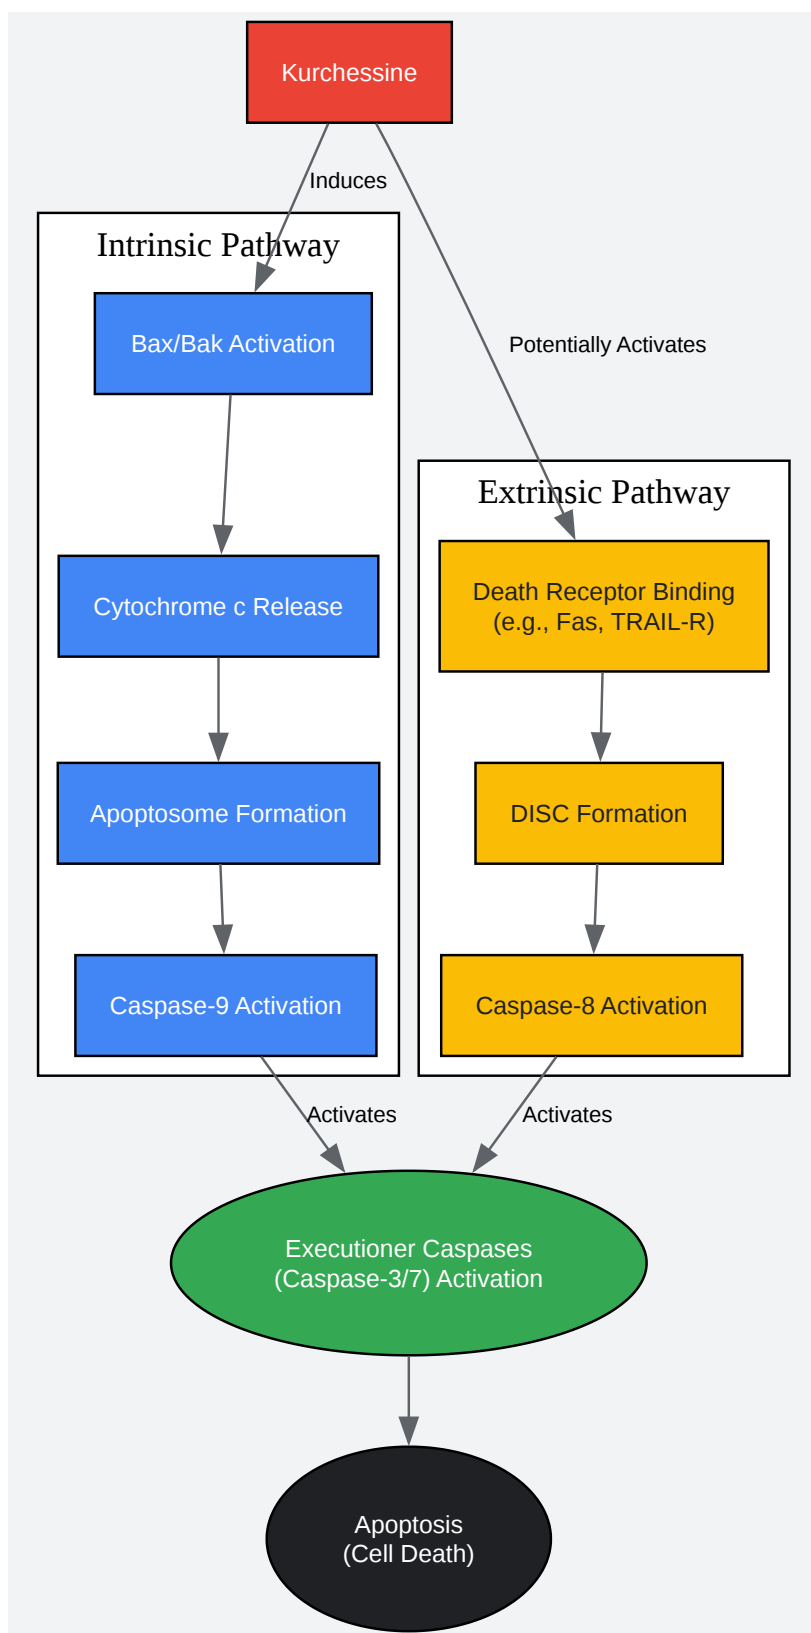 Kurchessine
Induces
Intrinsic Pathway
Bax/Bak Activation
Potentially Activates
Cytochrome c Release
Extrinsic Pathway
Death Receptor Binding
(e.g., Fas, TRAIL-R)
Apoptosome Formation
DISC Formation
Caspase-9 Activation
Caspase-8 Activation
Activates
Activates
Executioner Caspases
(Caspase-3/7) Activation
Apoptosis
(Cell Death)